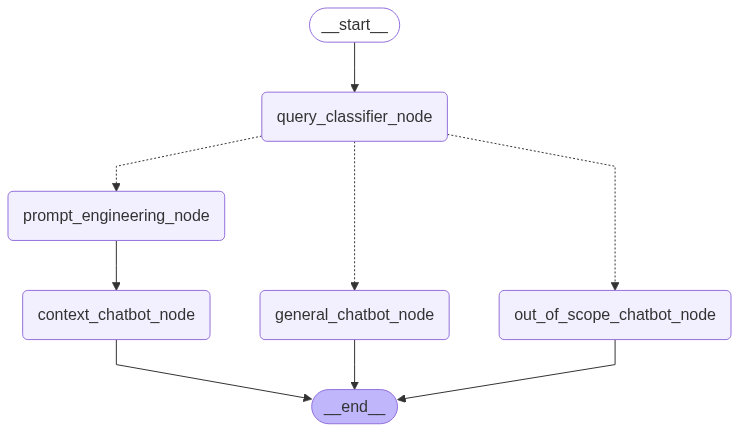 __start__
query_classifier_node
prompt_engineering_node
context_chatbot_node
general_chatbot_node
out_of_scope_chatbot_node
__end__